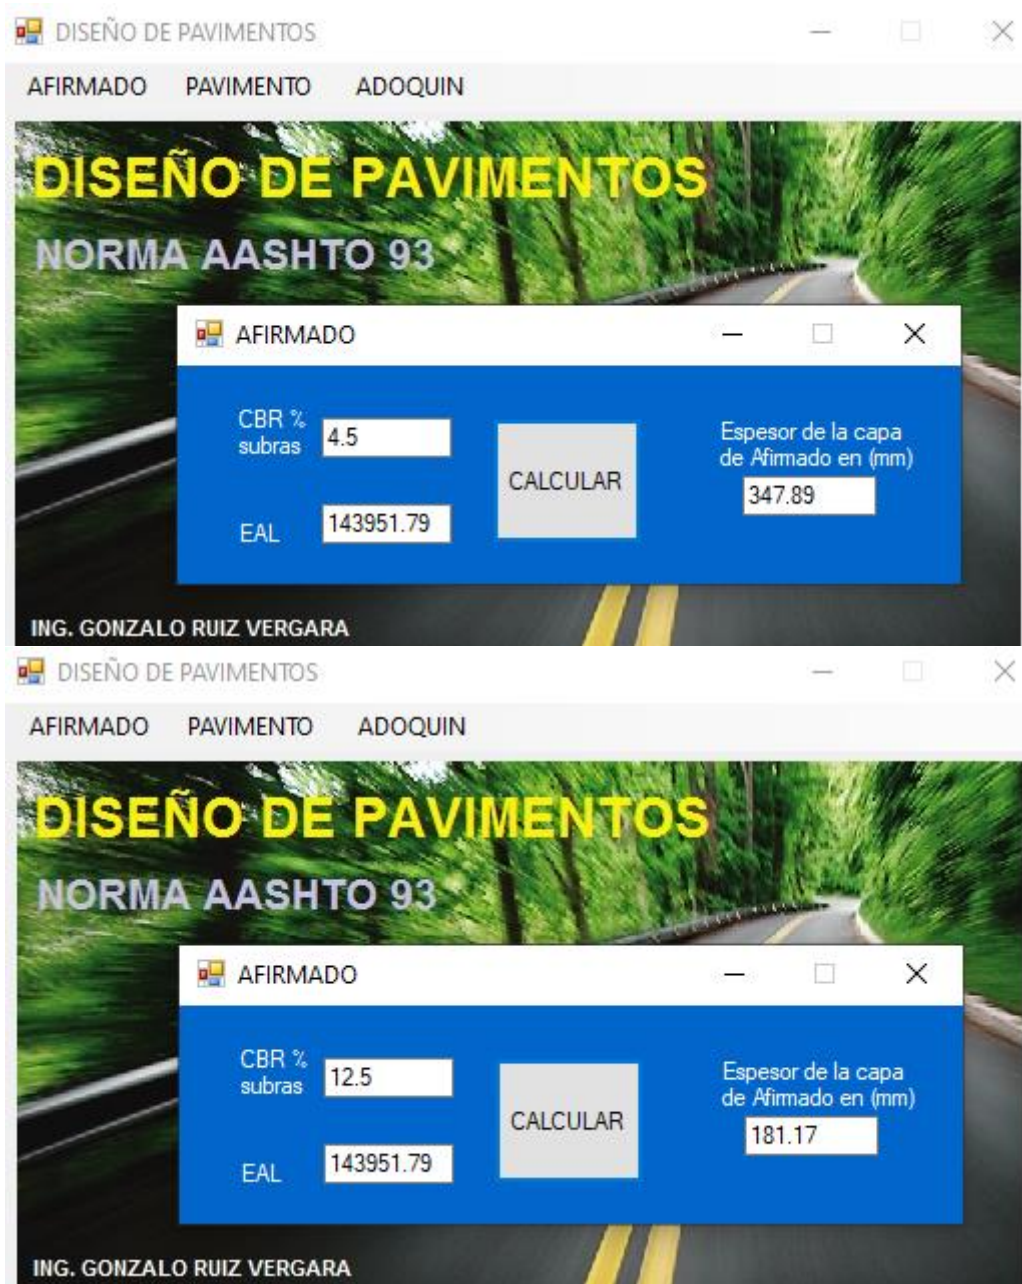 DISEÑO DE PAVIMENTOS
AFIRMADO PAVIMENTO ADOQUIN
DISEÑO DE PAVIMENTOS
NORMA AASHTO 93
AFIRMADO
CBR %
subras
4.5
EAL
143951.79
CALCULAR
Espesor de la capa
de Afirmado en (mm)
347.89
ING. GONZALO RUIZ VERGARA
DISEÑO DE PAVIMENTOS
AFIRMADO PAVIMENTO ADOQUIN
DISEÑO DE PAVIMENTOS
NORMA AASHTO 93
AFIRMADO
CBR %
subras
12.5
EAL
143951.79
CALCULAR
Espesor de la capa
de Afirmado en (mm)
181.17
ING. GONZALO RUIZ VERGARA